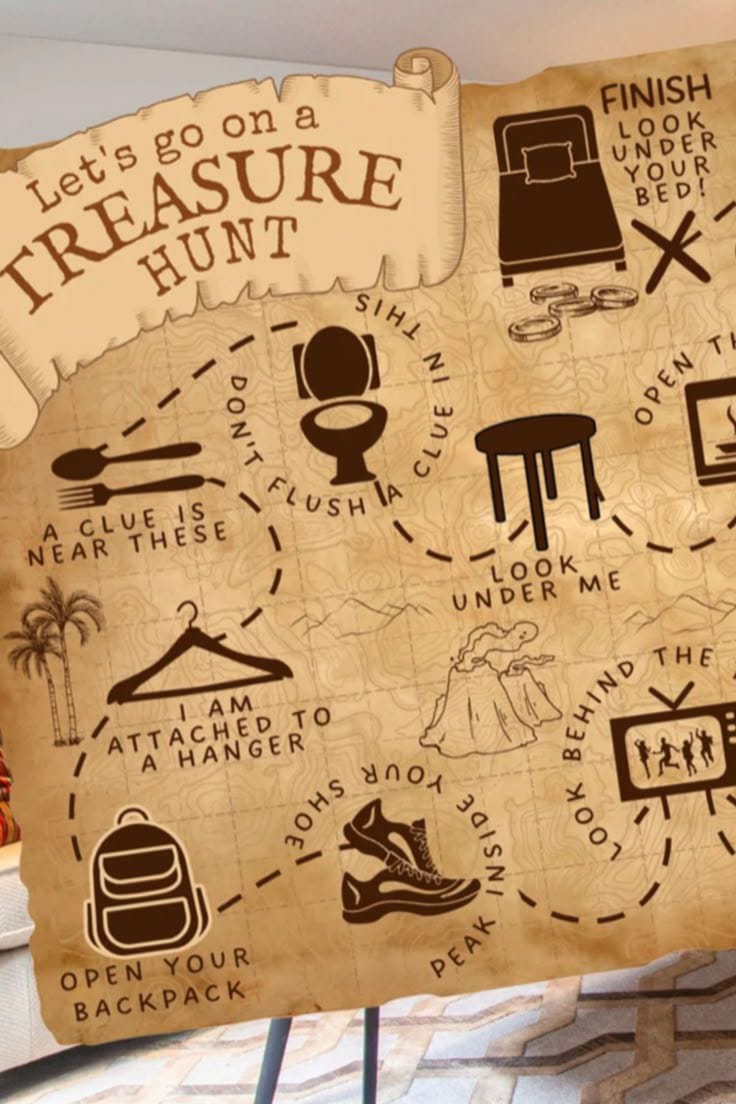 Let's go on a
TREASURE
HUNT
FINISH
LOOK
UNDER
YOUR
BED!
DON'T FLUSH A CLUE IN THIS
OPEN
A CLUE IS
NEAR THESE
LOOK
UNDER ME
I AM
ATTACHED TO
A HANGER
LOOK BEHIND THE
PEAK INSIDE YOUR SHOE
OPEN YOUR
BACKPACK